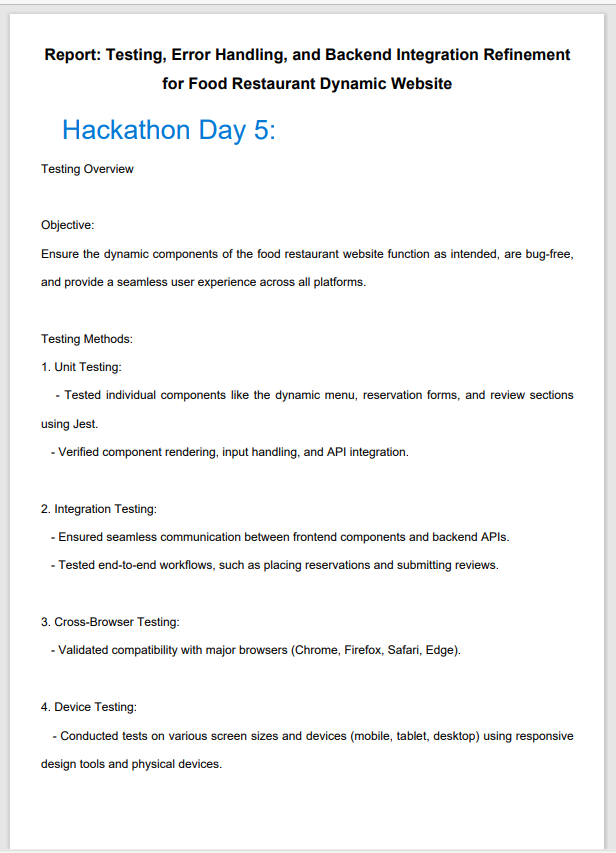 Report: Testing, Error Handling, and Backend Integration Refinement
for Food Restaurant Dynamic Website
Hackathon Day 5:
Testing Overview
Objective:
Ensure the dynamic components of the food restaurant website function as intended, are bug-free,
and provide a seamless user experience across all platforms.
Testing Methods:
1. Unit Testing:
- Tested individual components like the dynamic menu, reservation forms, and review sections
using Jest.
- Verified component rendering, input handling, and API integration.
2. Integration Testing:
- Ensured seamless communication between frontend components and backend APIs.
- Tested end-to-end workflows, such as placing reservations and submitting reviews.
3. Cross-Browser Testing:
- Validated compatibility with major browsers (Chrome, Firefox, Safari, Edge).
4. Device Testing:
- Conducted tests on various screen sizes and devices (mobile, tablet, desktop) using responsive
design tools and physical devices.